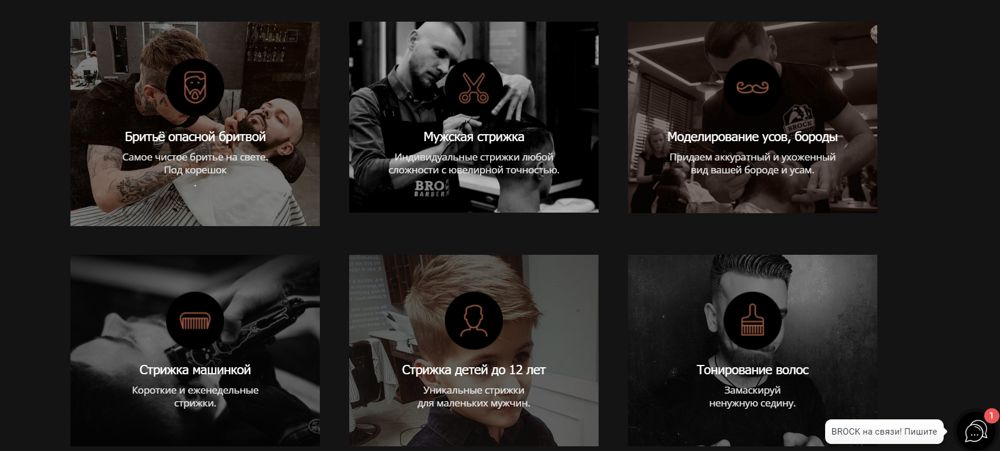 Бритьё опасной бритвой
Самое чистое бритье на свете.
Под корешок
.
BROCK
Мужская стрижка
Индивидуальные стрижки любой
сложности с ювелирной точностью.
BRO
BARBER
Моделирование усов, бороды
Придаем аккуратный и ухоженный
вид вашей бороде и усам.
Стрижка машинкой
Короткие и еженедельные
стрижки.
Стрижка детей до 12 лет
Уникальные стрижки
для маленьких мужчин.
Тонирование волос
Замаскируй
ненужную седину.
BROCK на связи! Пишите
1